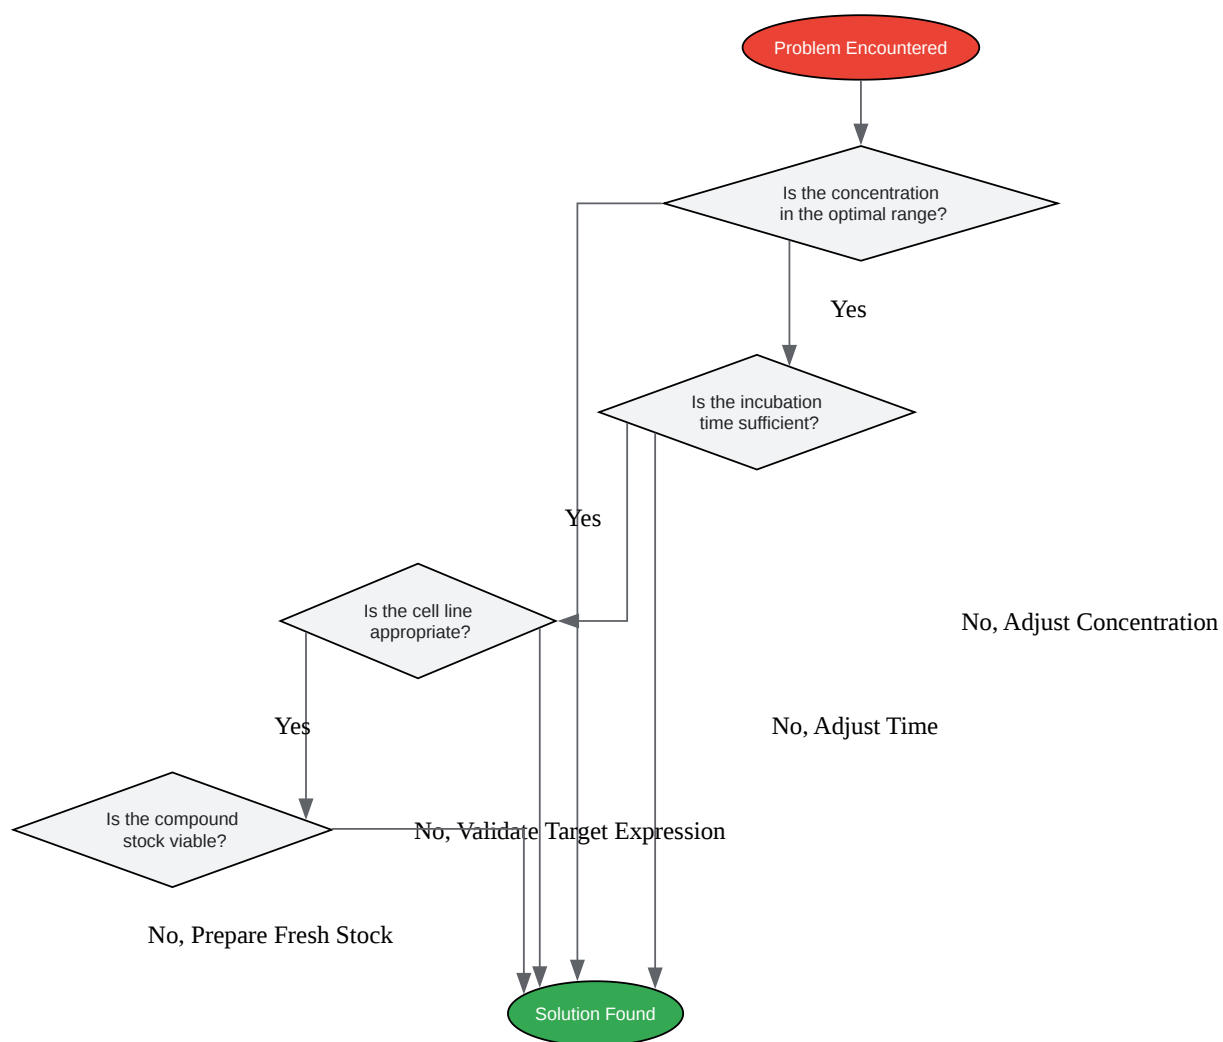 Problem Encountered
Is the concentration
in the optimal range?
Yes
Is the incubation
time sufficient?
Yes
Is the cell line
appropriate?
No, Adjust Concentration
Yes
No, Adjust Time
Is the compound
stock viable?
No, Validate Target Expression
No, Prepare Fresh Stock
Solution Found